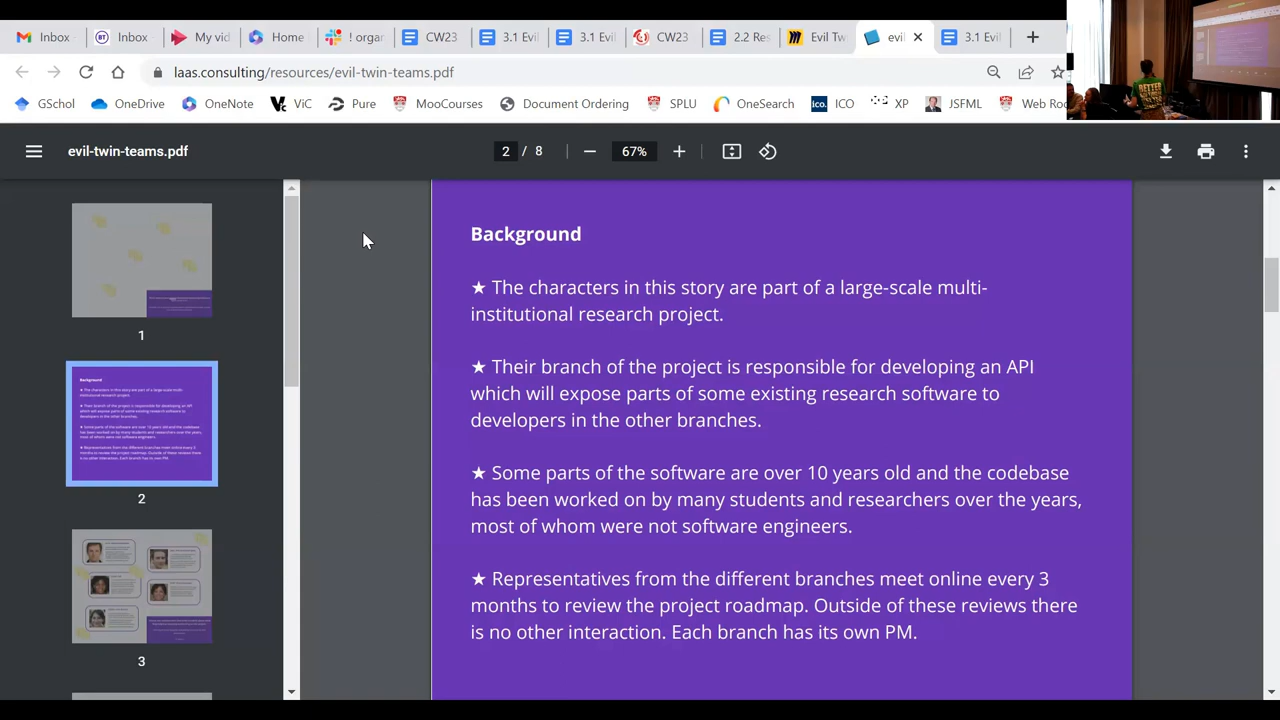 Inbox
Inbox
My vid
Home
! organ
CW23
3.1 Evil
3.1 Evil
CW23
2.2 Res
Evil Tw
evil
3.1 Evil
laas.consulting/resources/evil-twin-teams.pdf
GSchol
OneDrive
OneNote
ViC
Pure
ModCourses
Document Ordering
SPLU
OneSearch
ico.
ICO
XP
JSFML
Web Roo
BETTER
evil-twin-teams.pdf
2 / 8
67%
1
2
3
Background
★ The characters in this story are part of a large-scale multi-
institutional research project.
★ Their branch of the project is responsible for developing an API
which will expose parts of some existing research software to
developers in the other branches.
★ Some parts of the software are over 10 years old and the codebase
has been worked on by many students and researchers over the years,
most of whom were not software engineers.
★ Representatives from the different branches meet online every 3
months to review the project roadmap. Outside of these reviews there
is no other interaction. Each branch has its own PM.